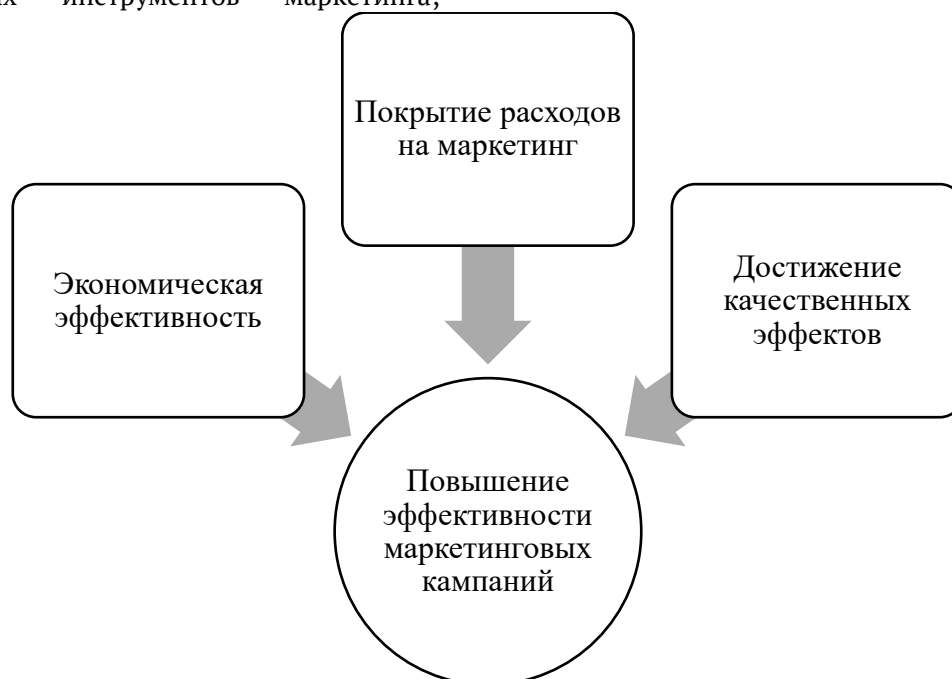 инструментов маркетинга,
Покрытие расходов
на маркетинг
Экономическая
эффективность
Достижение
качественных
эффектов
Повышение
эффективности
маркетинговых
кампаний